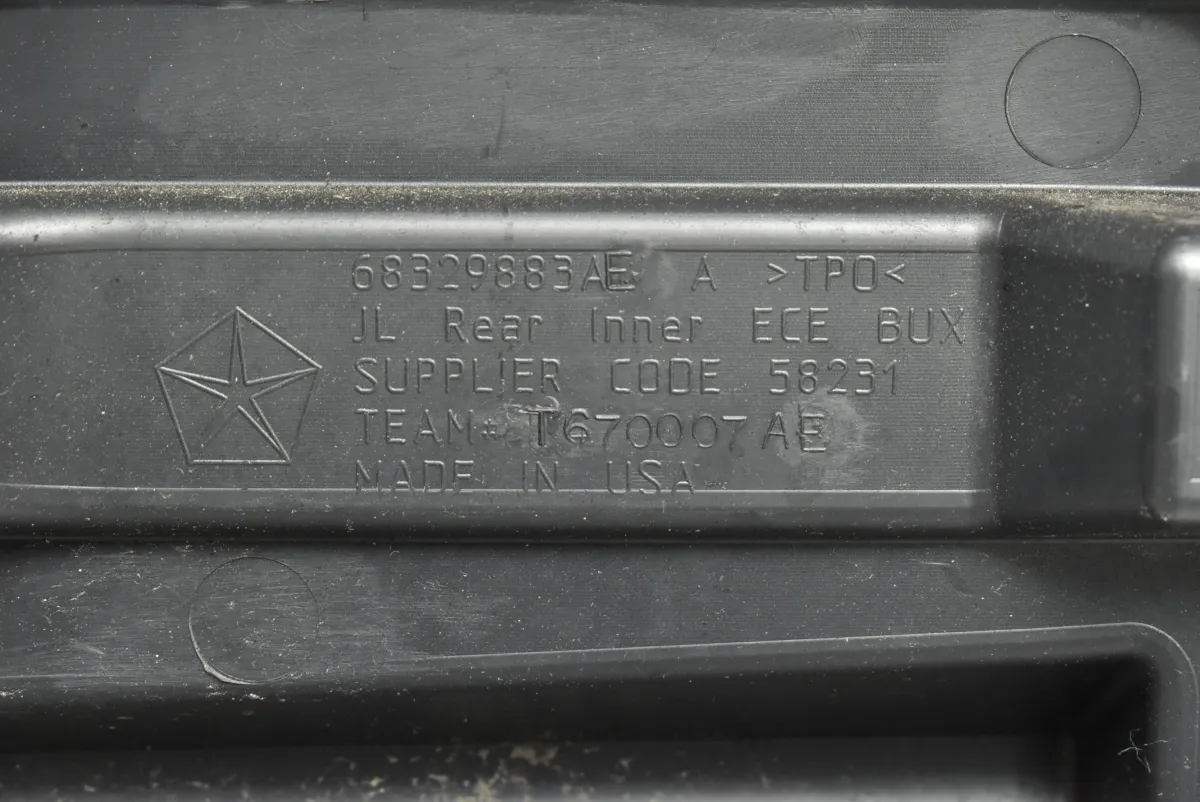 68329883AE A >TPO<
JL Rear Inner ECE BUX
SUPPLIER CODE 58231
TEAM# T670007AE
MADE IN USA